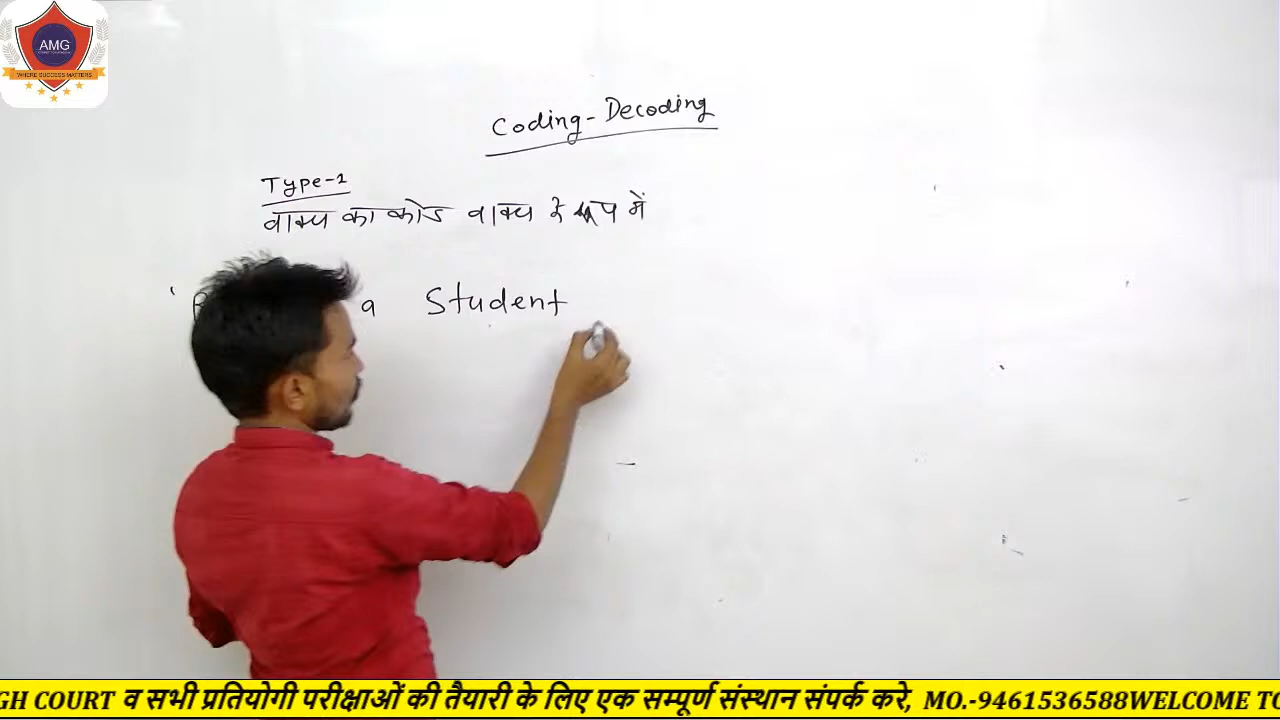 AMG
WHERE SUCCESS MATTERS
Coding-Decoding
Type-1
वाक्य का कोड वाक्य के रूप में
a Student
GH COURT व सभी प्रतियोगी परीक्षाओं की तैयारी के लिए एक सम्पूर्ण संस्थान संपर्क करे, MO.-9461536588WELCOME TO